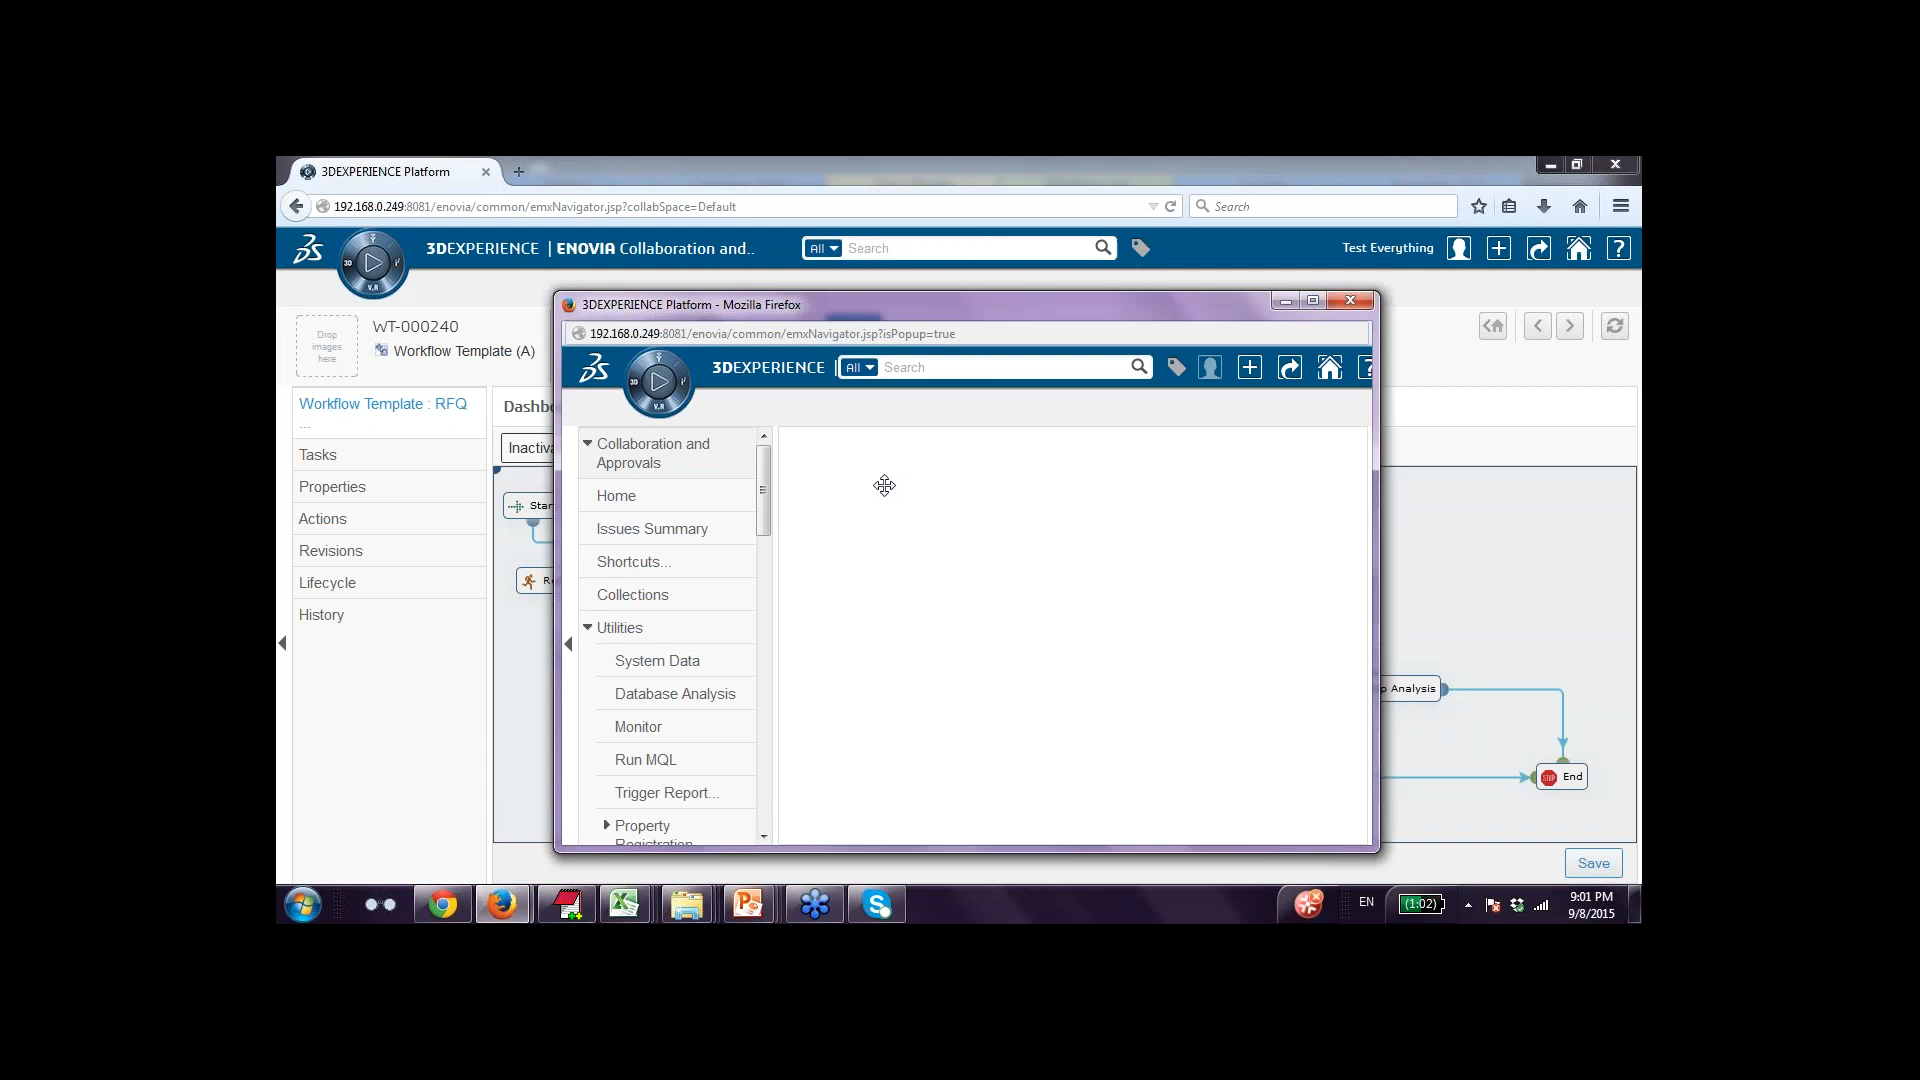 3DEXPERIENCE Platform
192.168.0.249:8081/enovia/common/emxNavigator.jsp?collabSpace=Default
Search
3DEXPERIENCE | ENOVIA Collaboration and..
All
Search
Test Everything
3D
V,R
Drop
images
here
WT-000240
Workflow Template (A)
Workflow Template : RFQ
...
Tasks
Properties
Actions
Revisions
Lifecycle
History
Dashb
Inactiv
Star
R
p Analysis
STOP
End
Save
3DEXPERIENCE Platform - Mozilla Firefox
192.168.0.249:8081/enovia/common/emxNavigator.jsp?isPopup=true
3DEXPERIENCE |
All
Search
3D
V,R
Collaboration and
Approvals
Home
Issues Summary
Shortcuts...
Collections
Utilities
System Data
Database Analysis
Monitor
Run MQL
Trigger Report...
Property
Registration
EN
(1:02)
9:01 PM
9/8/2015